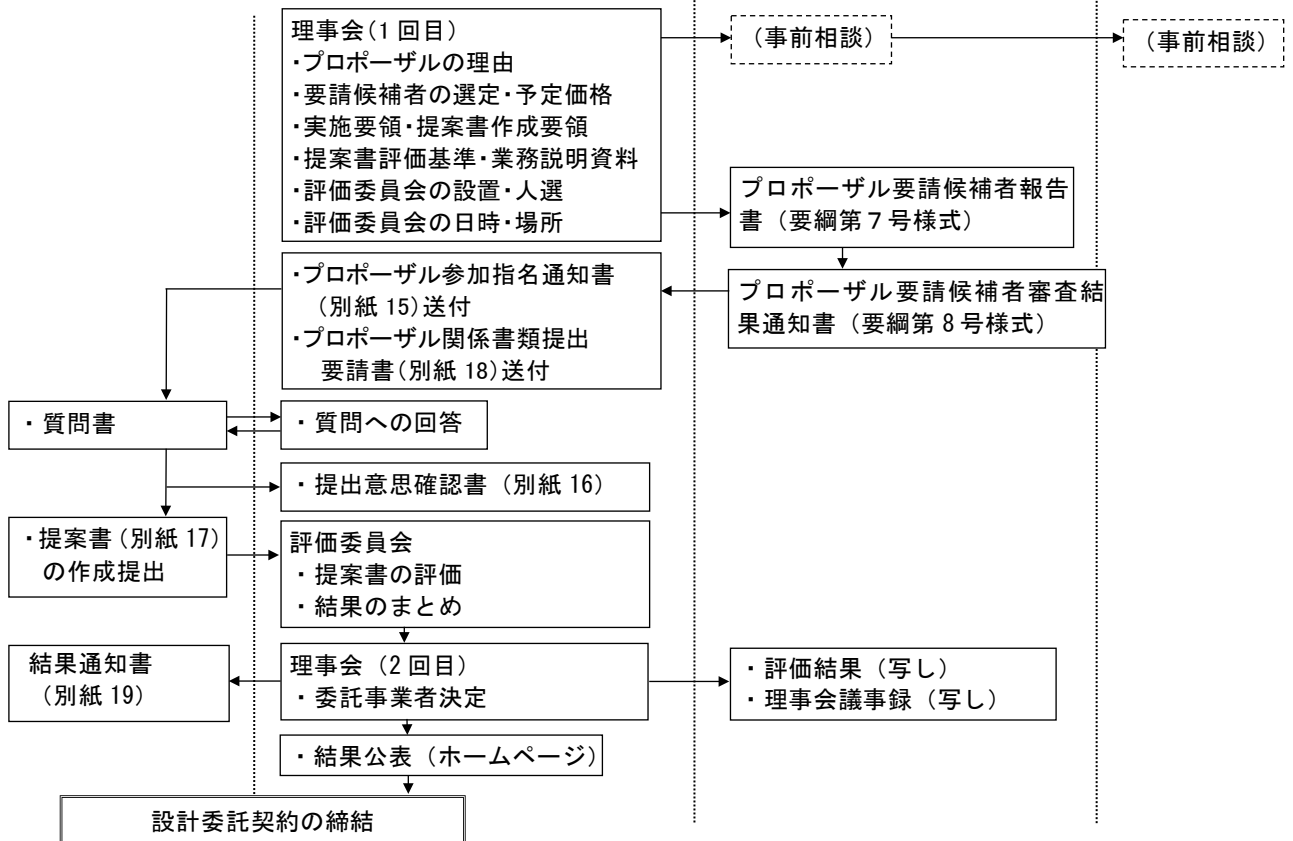 理事会(1回目)
・プロポーザルの理由
・要請候補者の選定・予定価格
・実施要領・提案書作成要領
・提案書評価基準・業務説明資料
・評価委員会の設置・人選
・評価委員会の日時・場所
(事前相談)
(事前相談)
プロポーザル要請候補者報告
書(要綱第7号様式)
・プロポーザル参加指名通知書
(別紙15)送付
・プロポーザル関係書類提出
要請書(別紙18)送付
プロポーザル要請候補者審査結
果通知書(要綱第8号様式)
・質問書
・質問への回答
・提出意思確認書(別紙16)
・提案書(別紙17)
の作成提出
評価委員会
・提案書の評価
・結果のまとめ
結果通知書
(別紙19)
理事会(2回目)
・委託事業者決定
・評価結果(写し)
・理事会議事録(写し)
・結果公表(ホームページ)
設計委託契約の締結